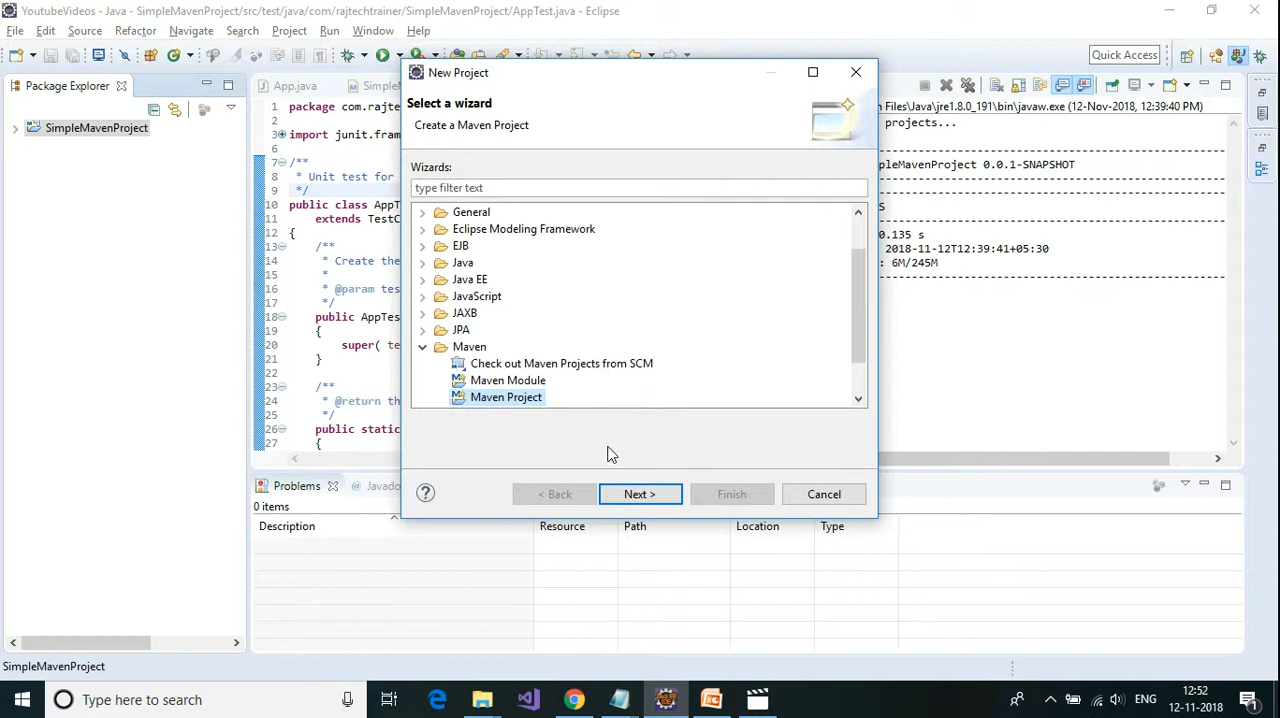 YoutubeVideos - Java - SimpleMavenProject/src/test/java/com/rajtechtrainer/SimpleMavenProject/AppTest.java - Eclipse
File Edit Source Refactor Navigate Search Project Run Window Help
Quick Access
Package Explorer
SimpleMavenProject
App.java
Simple
1 package com.rajte
2
3 import junit.fram
6
7 /**
8 * Unit test for
9 */
10 public class AppT
11 extends TestC
12 {
13 /**
14 * Create the
15 *
16 * @param tes
17 */
18 public AppTes
19 {
20 super( te
21 }
22
23 /**
24 * @return th
25 */
26 public static
27 {
New Project
Select a wizard
Create a Maven Project
Wizards:
type filter text
General
Eclipse Modeling Framework
EJB
Java
Java EE
JavaScript
JAXB
JPA
Maven
Check out Maven Projects from SCM
Maven Module
Maven Project
?
< Back
Next >
Finish
Cancel
Files\Java\jre1.8.0_191\bin\javaw.exe (12-Nov-2018, 12:39:40 PM)
projects...
pleMavenProject 0.0.1-SNAPSHOT
S
0.135 s
2018-11-12T12:39:41+05:30
: 6M/245M
Problems
@ Javado
0 items
Description Resource Path Location Type
SimpleMavenProject
Type here to search
ENG
12:52
12-11-2018
1